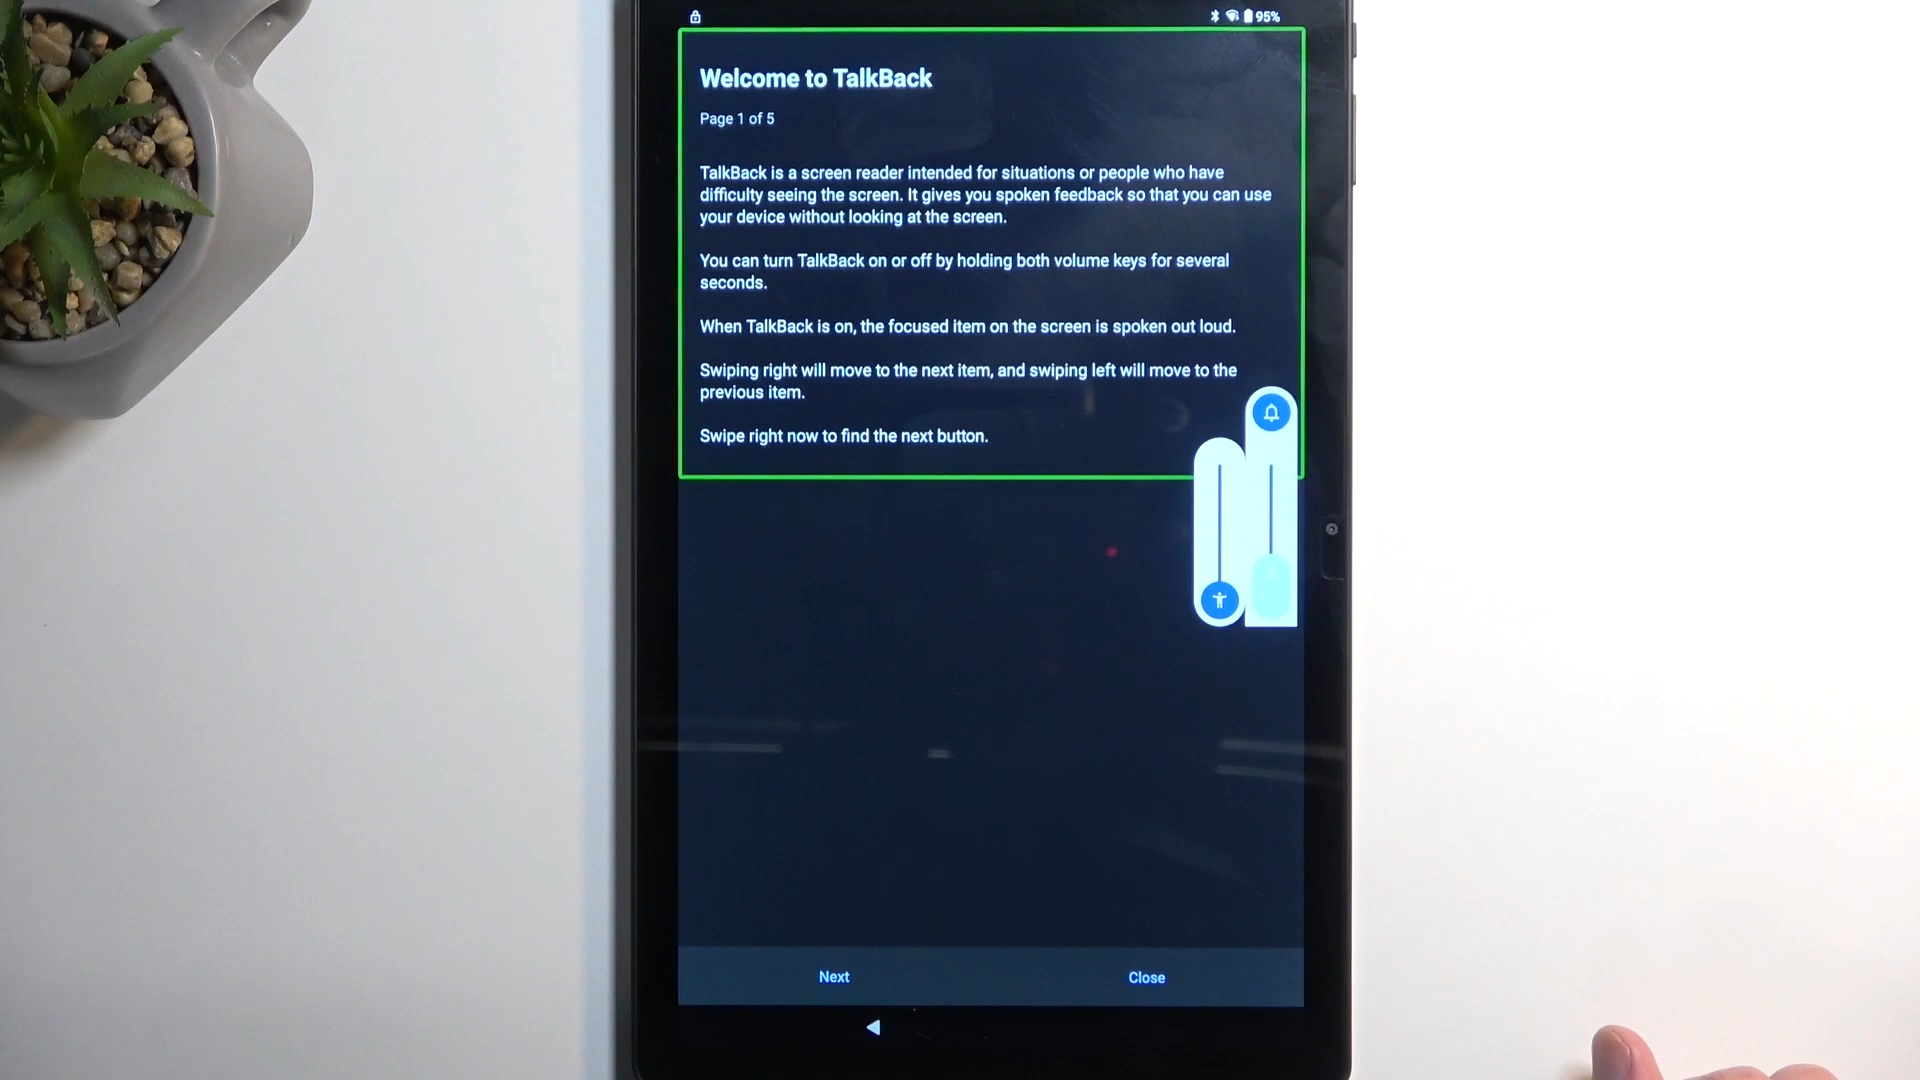 95%
Welcome to TalkBack
Page 1 of 5
TalkBack is a screen reader intended for situations or people who have
difficulty seeing the screen. It gives you spoken feedback so that you can use
your device without looking at the screen.
You can turn TalkBack on or off by holding both volume keys for several
seconds.
When TalkBack is on, the focused item on the screen is spoken out loud.
Swiping right will move to the next item, and swiping left will move to the
previous item.
Swipe right now to find the next button.
Next
Close